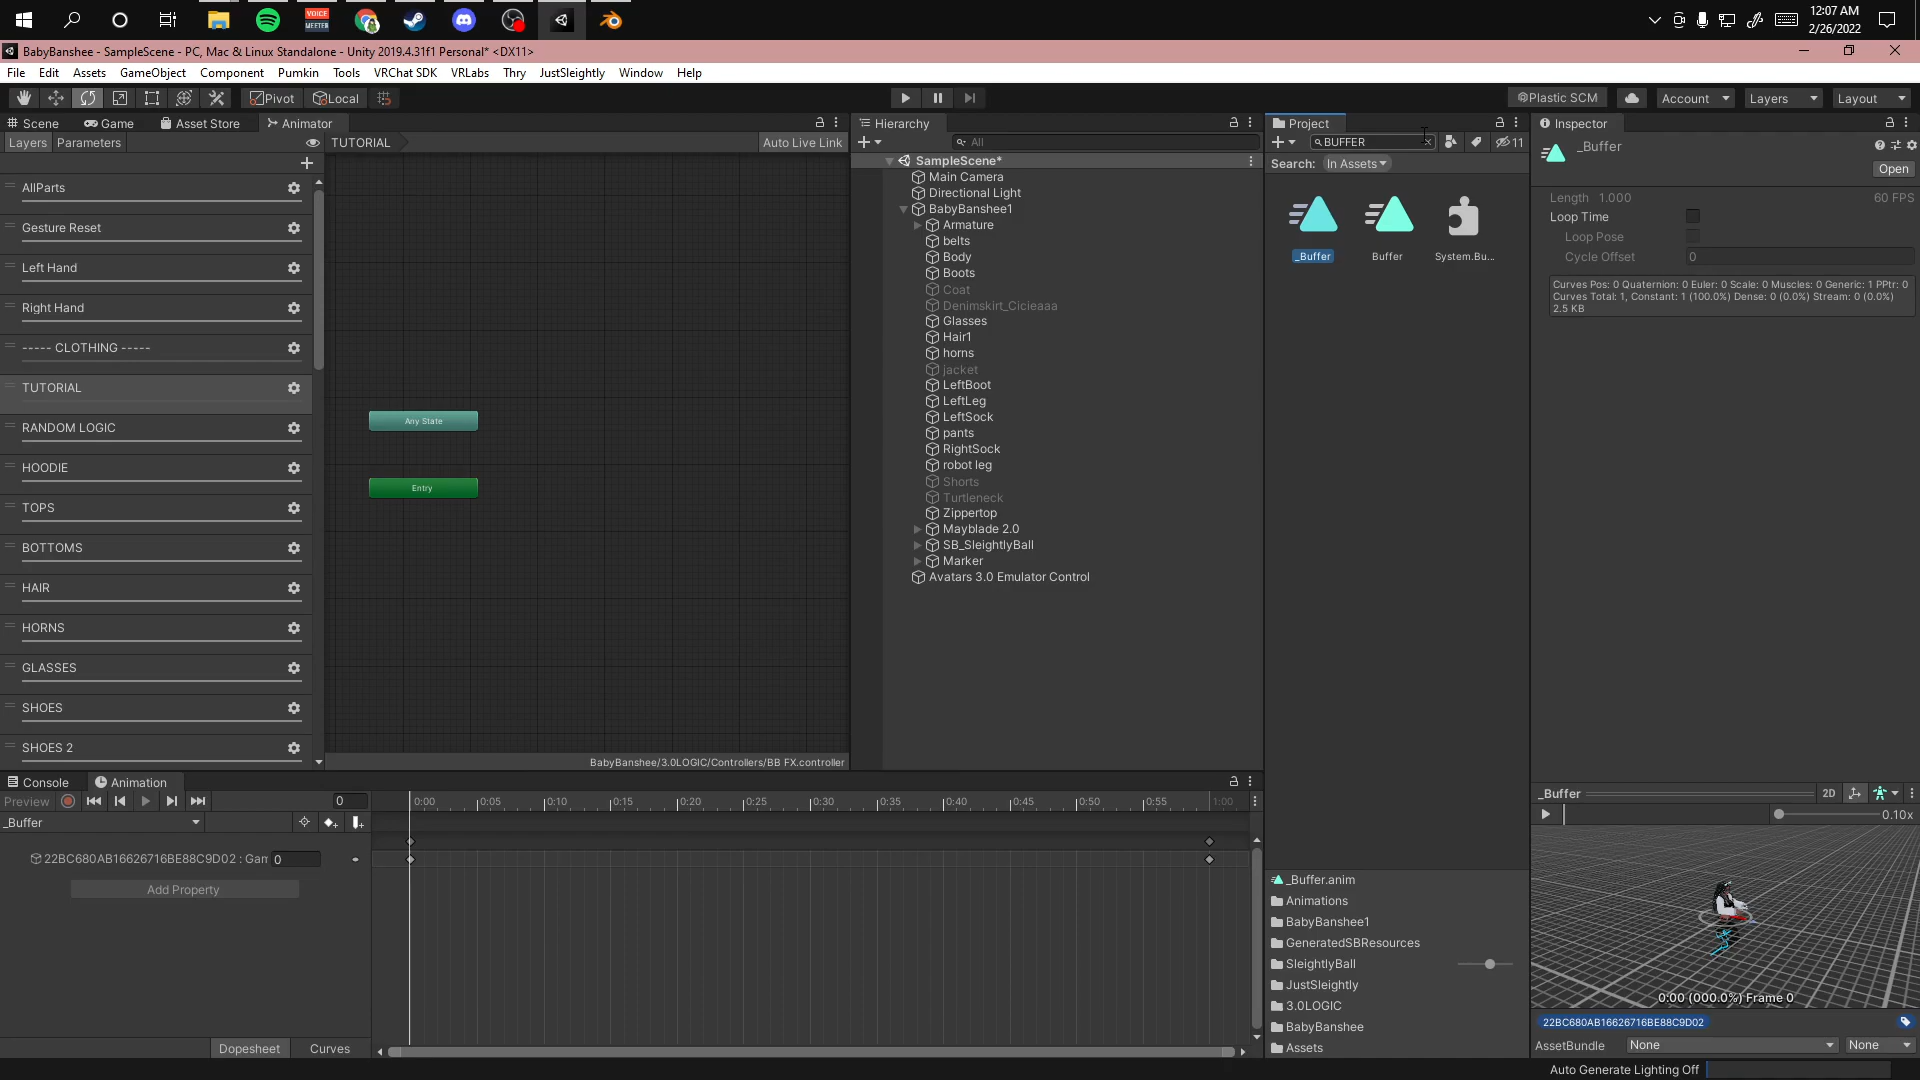 VOICE
MEETER
12:07 AM
2/26/2022
BabyBanshee - SampleScene - PC, Mac & Linux Standalone - Unity 2019.4.31f1 Personal* <DX11>
File Edit Assets GameObject Component Pumkin Tools VRChat SDK VRLabs Thry JustSleightly Window Help
Pivot Local Plastic SCM Account Layers Layout
Scene Game Asset Store Animator
Layers Parameters TUTORIAL Auto Live Link
AllParts
Gesture Reset
Left Hand
Right Hand
----- CLOTHING -----
TUTORIAL
RANDOM LOGIC
HOODIE
TOPS
BOTTOMS
HAIR
HORNS
GLASSES
SHOES
SHOES 2
Any State
Entry
BabyBanshee/3.0LOGIC/Controllers/BB FX.controller
Hierarchy
All
SampleScene*
Main Camera
Directional Light
BabyBanshee1
Armature
belts
Body
Boots
Coat
Denimskirt_Cicieaaa
Glasses
Hair1
horns
jacket
LeftBoot
LeftLeg
LeftSock
pants
RightSock
robot leg
Shorts
Turtleneck
Zippertop
Mayblade 2.0
SB_SleightlyBall
Marker
Avatars 3.0 Emulator Control
Project
BUFFER 11
Search: In Assets
_Buffer Buffer System.Bu...
_Buffer.anim
Animations
BabyBanshee1
GeneratedSBResources
SleightlyBall
JustSleightly
3.0LOGIC
BabyBanshee
Assets
Inspector
_Buffer
Open
Length 1.000 60 FPS
Loop Time
Loop Pose
Cycle Offset 0
Curves Pos: 0 Quaternion: 0 Euler: 0 Scale: 0 Muscles: 0 Generic: 1 PPtr: 0
Curves Total: 1, Constant: 1 (100.0%) Dense: 0 (0.0%) Stream: 0 (0.0%)
2.5 KB
_Buffer 2D
0.10x
0:00 (000.0%) Frame 0
22BC680AB16626716BE88C9D02
AssetBundle None None
Auto Generate Lighting Off
Console Animation
Preview 0 0:00 0:05 0:10 0:15 0:20 0:25 0:30 0:35 0:40 0:45 0:50 0:55 1:00
_Buffer
22BC680AB16626716BE88C9D02 : Gam 0
Add Property
Dopesheet Curves